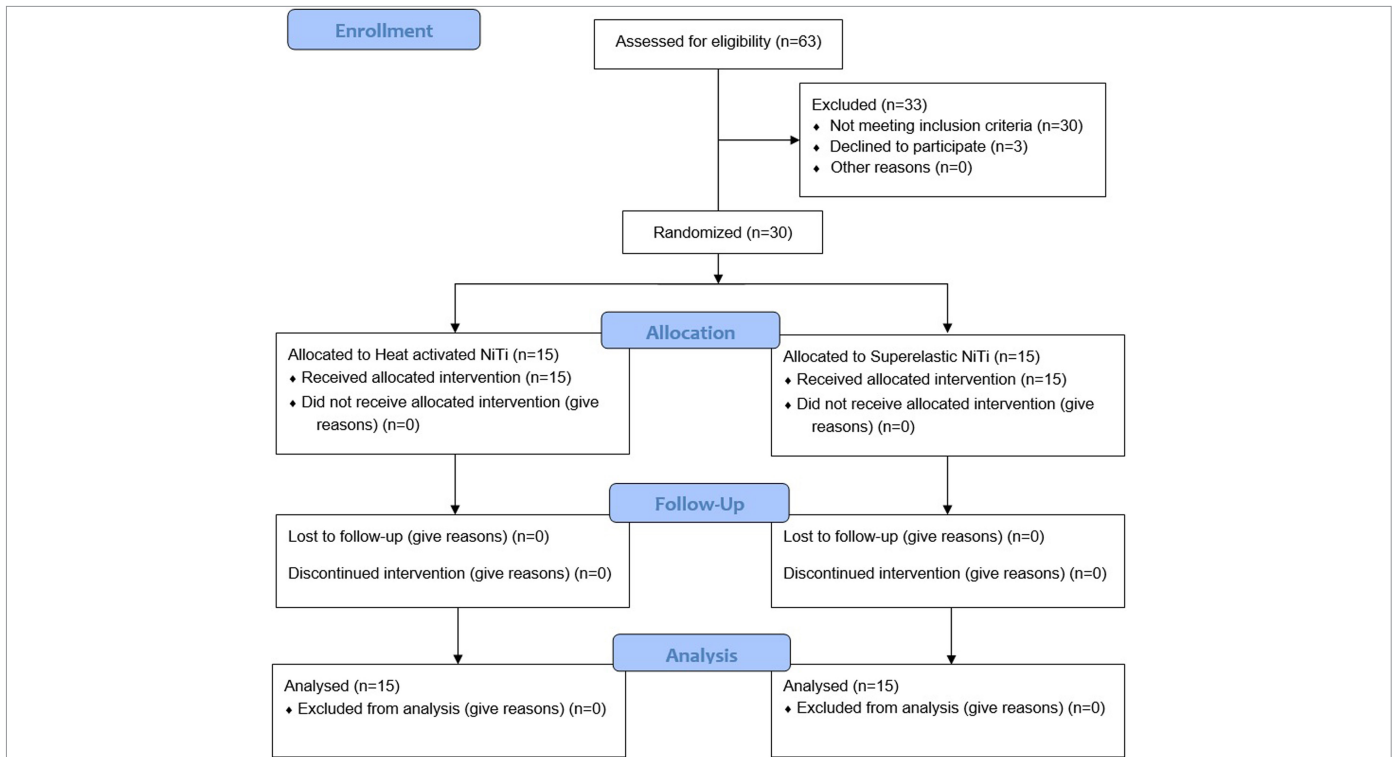 Enrollment
Assessed for eligibility (n=63)
Excluded (n=33)
♦ Not meeting inclusion criteria (n=30)
♦ Declined to participate (n=3)
♦ Other reasons (n=0)
Randomized (n=30)
Allocation
Allocated to Heat activated NiTi (n=15)
♦ Received allocated intervention (n=15)
♦ Did not receive allocated intervention (give
reasons) (n=0)
Allocated to Superelastic NiTi (n=15)
♦ Received allocated intervention (n=15)
♦ Did not receive allocated intervention (give
reasons) (n=0)
Follow-Up
Lost to follow-up (give reasons) (n=0)
Discontinued intervention (give reasons) (n=0)
Lost to follow-up (give reasons) (n=0)
Discontinued intervention (give reasons) (n=0)
Analysis
Analysed (n=15)
♦ Excluded from analysis (give reasons) (n=0)
Analysed (n=15)
♦ Excluded from analysis (give reasons) (n=0)